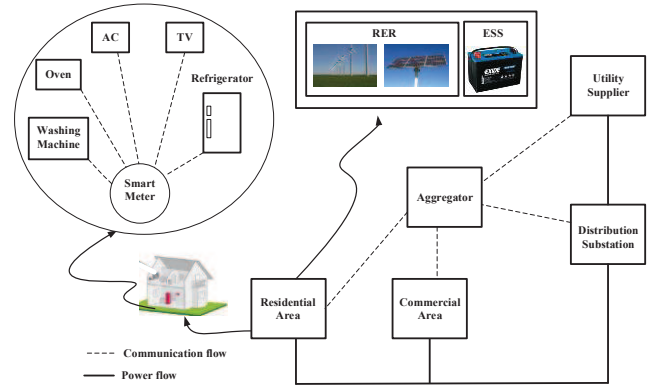 AC
TV
Oven
Refrigerator
Washing
Machine
Smart
Meter
RER
ESS
EXIDE
Utility
Supplier
Aggregator
Distribution
Substation
Residential
Area
Commercial
Area
Communication flow
Power flow